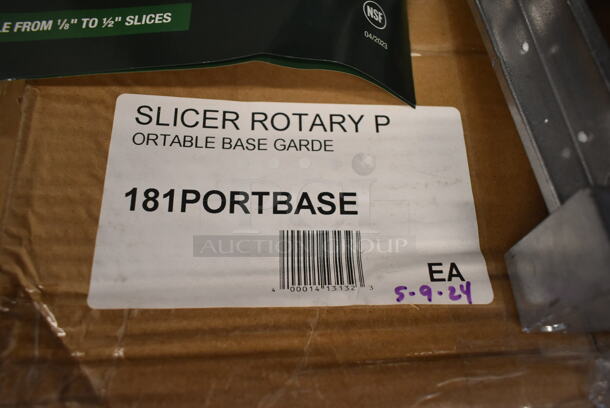 LE FROM 1/8" TO 1/2" SLICES
NSF
04/2023
SLICER ROTARY P
ORTABLE BASE GARDE
181PORTBASE
AUCTION GROUP
4 00014 13132 3
EA
5-9-24